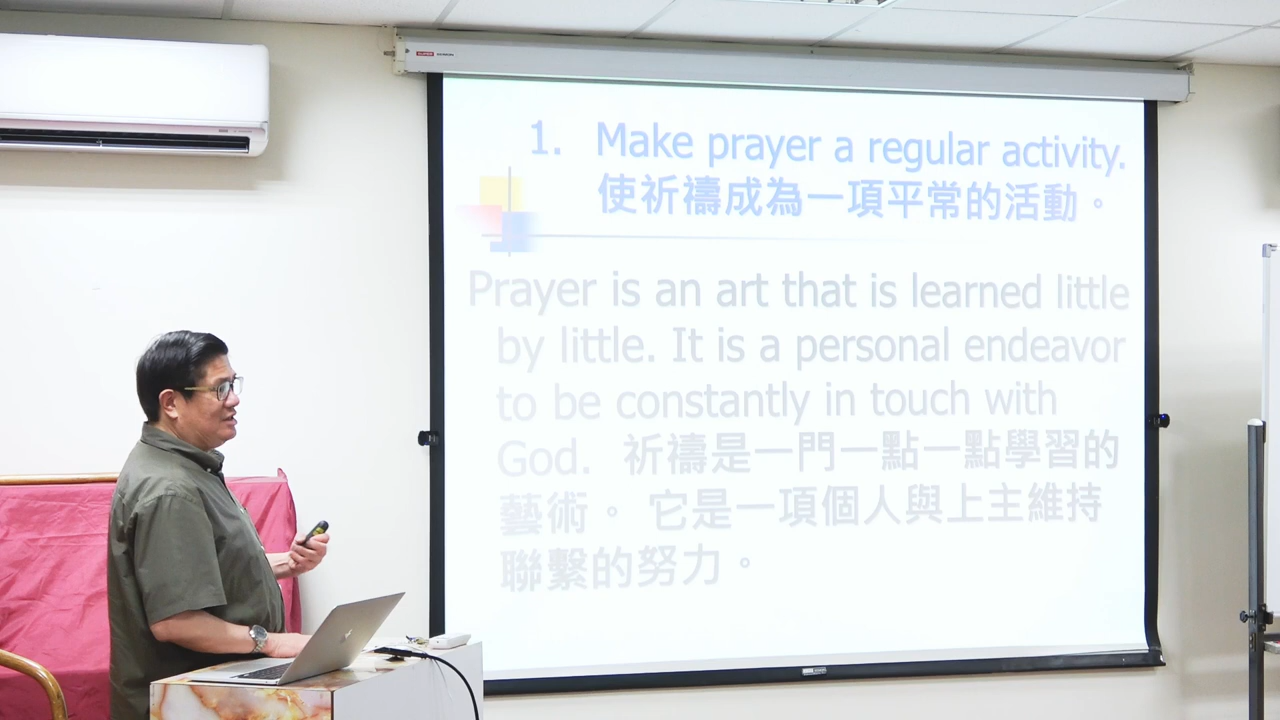 1. Make prayer a regular activity.
使祈禱成為一項平常的活動。
Prayer is an art that is learned little
by little. It is a personal endeavor
to be constantly in touch with
God. 祈禱是一門一點一點學習的
藝術。 它是一項個人與上主維持
聯繫的努力。